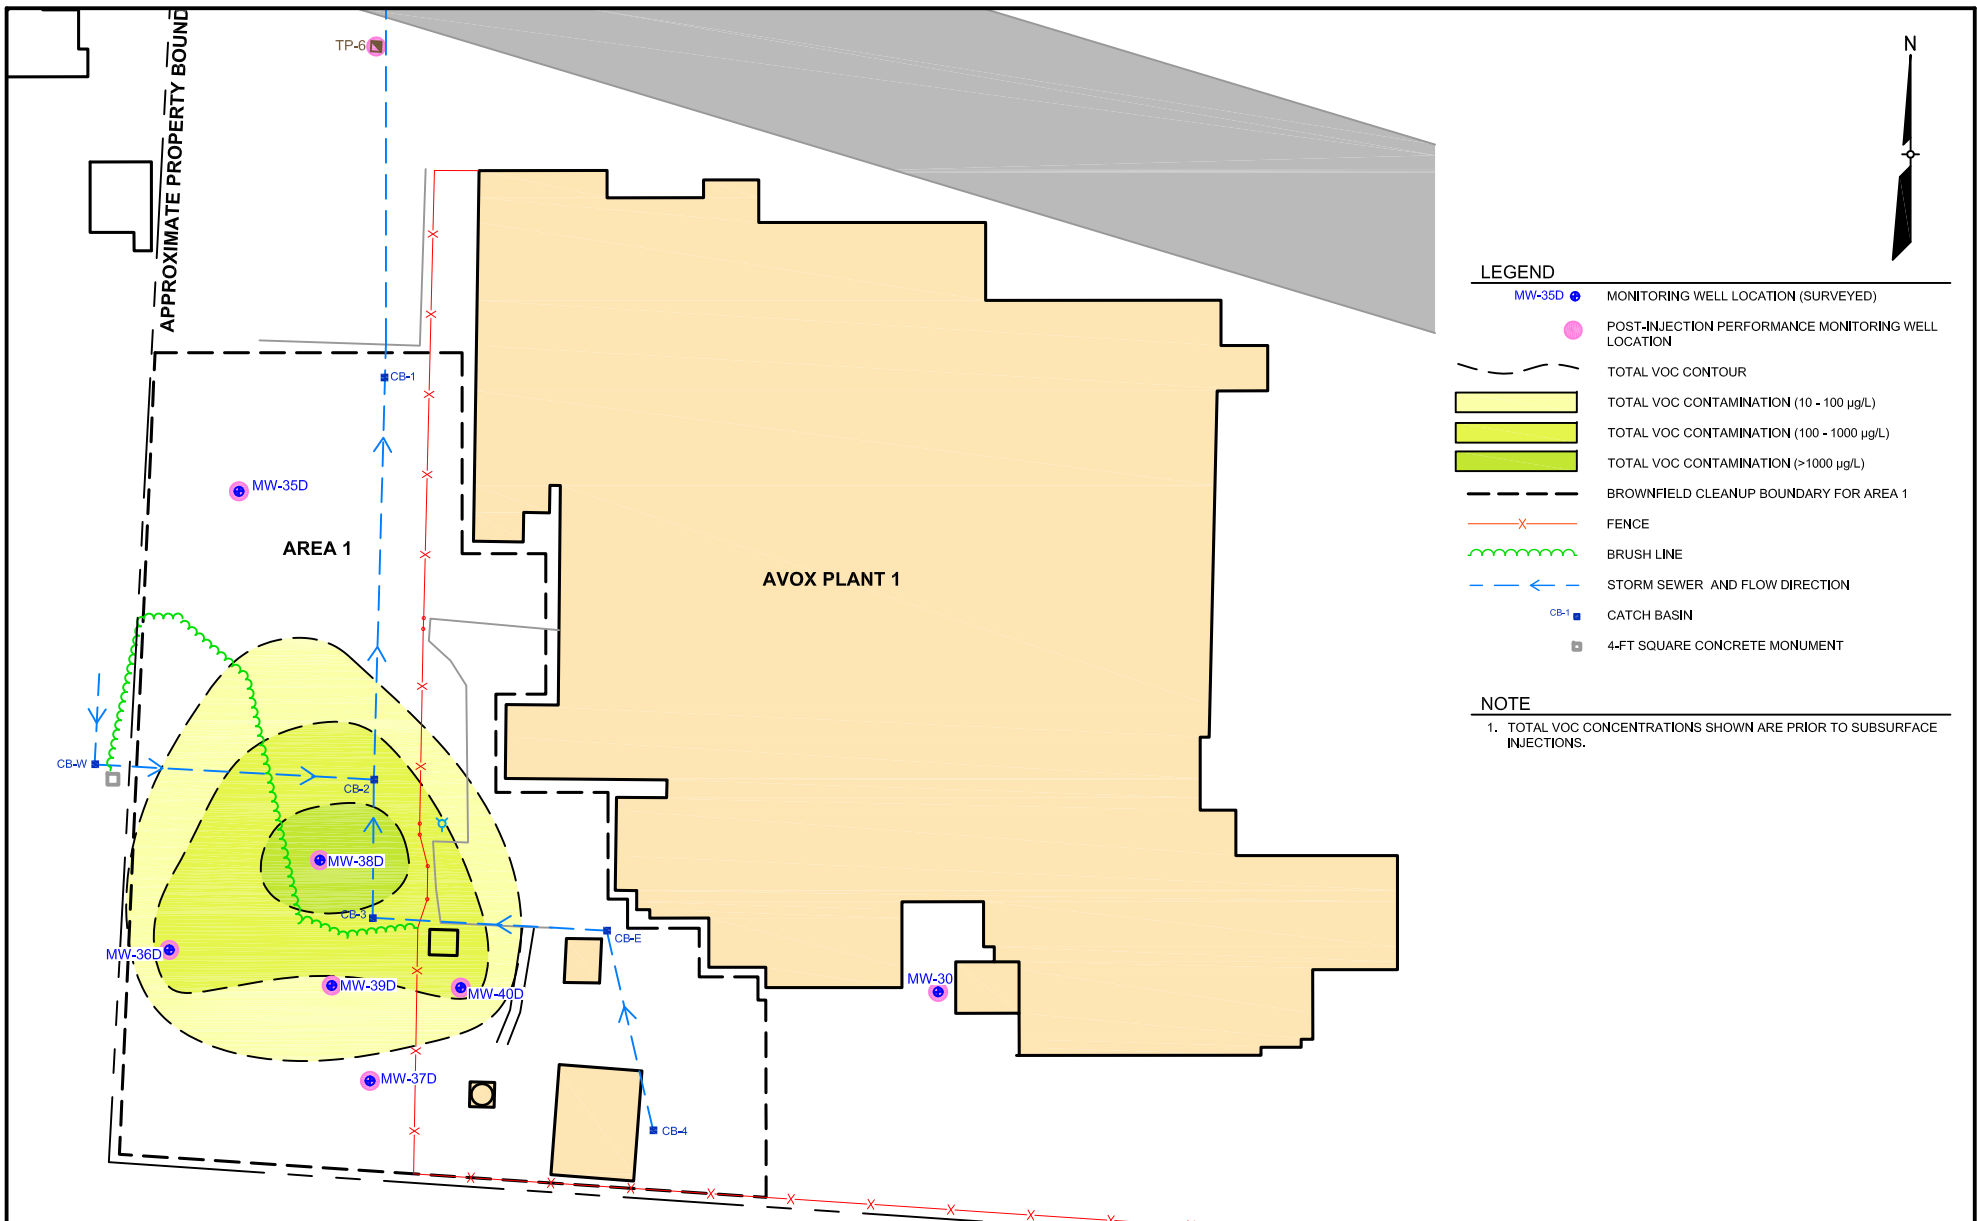 N
TP-6
APPROXIMATE PROPERTY BOUND
LEGEND
MW-35D
MONITORING WELL LOCATION (SURVEYED)
POST-INJECTION PERFORMANCE MONITORING WELL
LOCATION
TOTAL VOC CONTOUR
TOTAL VOC CONTAMINATION (10 - 100 µg/L)
TOTAL VOC CONTAMINATION (100 - 1000 µg/L)
TOTAL VOC CONTAMINATION (>1000 µg/L)
BROWNFIELD CLEANUP BOUNDARY FOR AREA 1
FENCE
BRUSH LINE
STORM SEWER AND FLOW DIRECTION
CB-1
CATCH BASIN
4-FT SQUARE CONCRETE MONUMENT
NOTE
1. TOTAL VOC CONCENTRATIONS SHOWN ARE PRIOR TO SUBSURFACE
INJECTIONS.
CB-1
MW-35D
AREA 1
AVOX PLANT 1
CB-W
CB-2
MW-38D
CB-3
CB-E
MW-36D
MW-39D
MW-40D
MW-30
MW-37D
CB-4